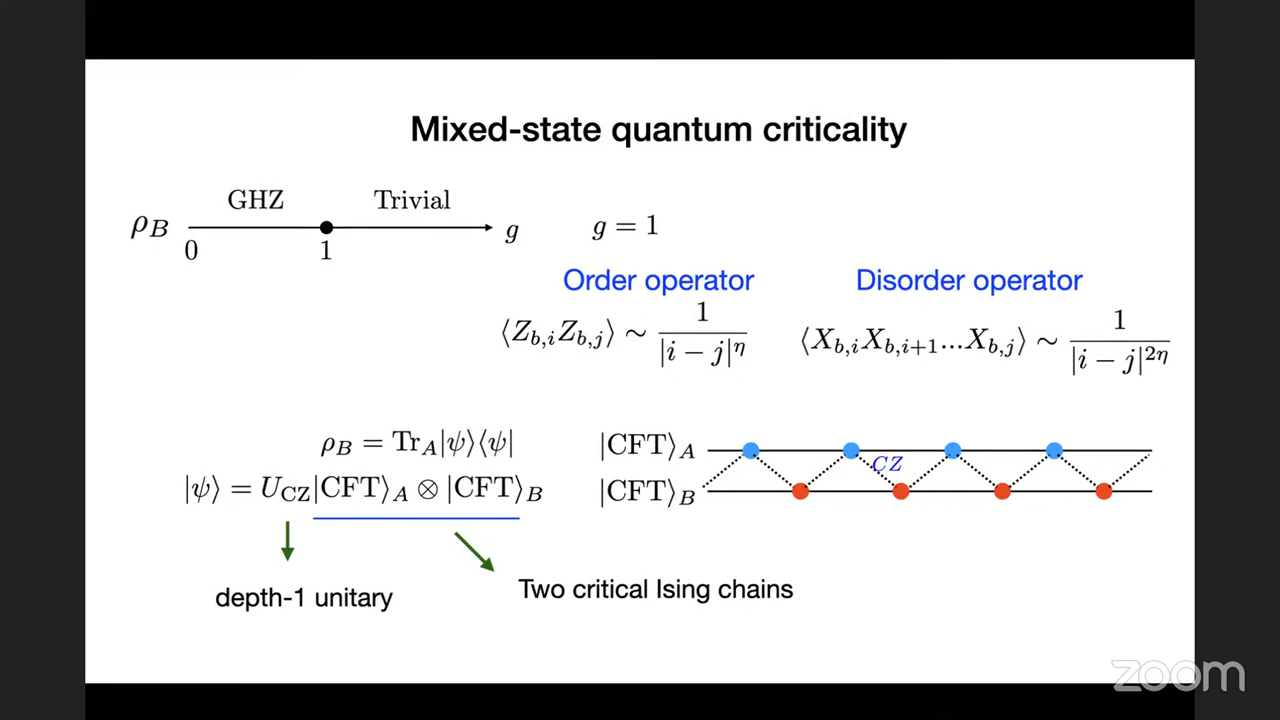 Mixed-state quantum criticality
GHZ Trivial
ρ_B 0 1 g g = 1
Order operator Disorder operator
⟨Z_{b,i}Z_{b,j}⟩ ∼ 1/|i − j|^η ⟨X_{b,i}X_{b,i+1}...X_{b,j}⟩ ∼ 1/|i − j|^{2η}
ρ_B = Tr_A|ψ⟩⟨ψ|
|ψ⟩ = U_CZ|CFT⟩_A ⊗ |CFT⟩_B
|CFT⟩_A
CZ
|CFT⟩_B
depth-1 unitary
Two critical Ising chains
zoom